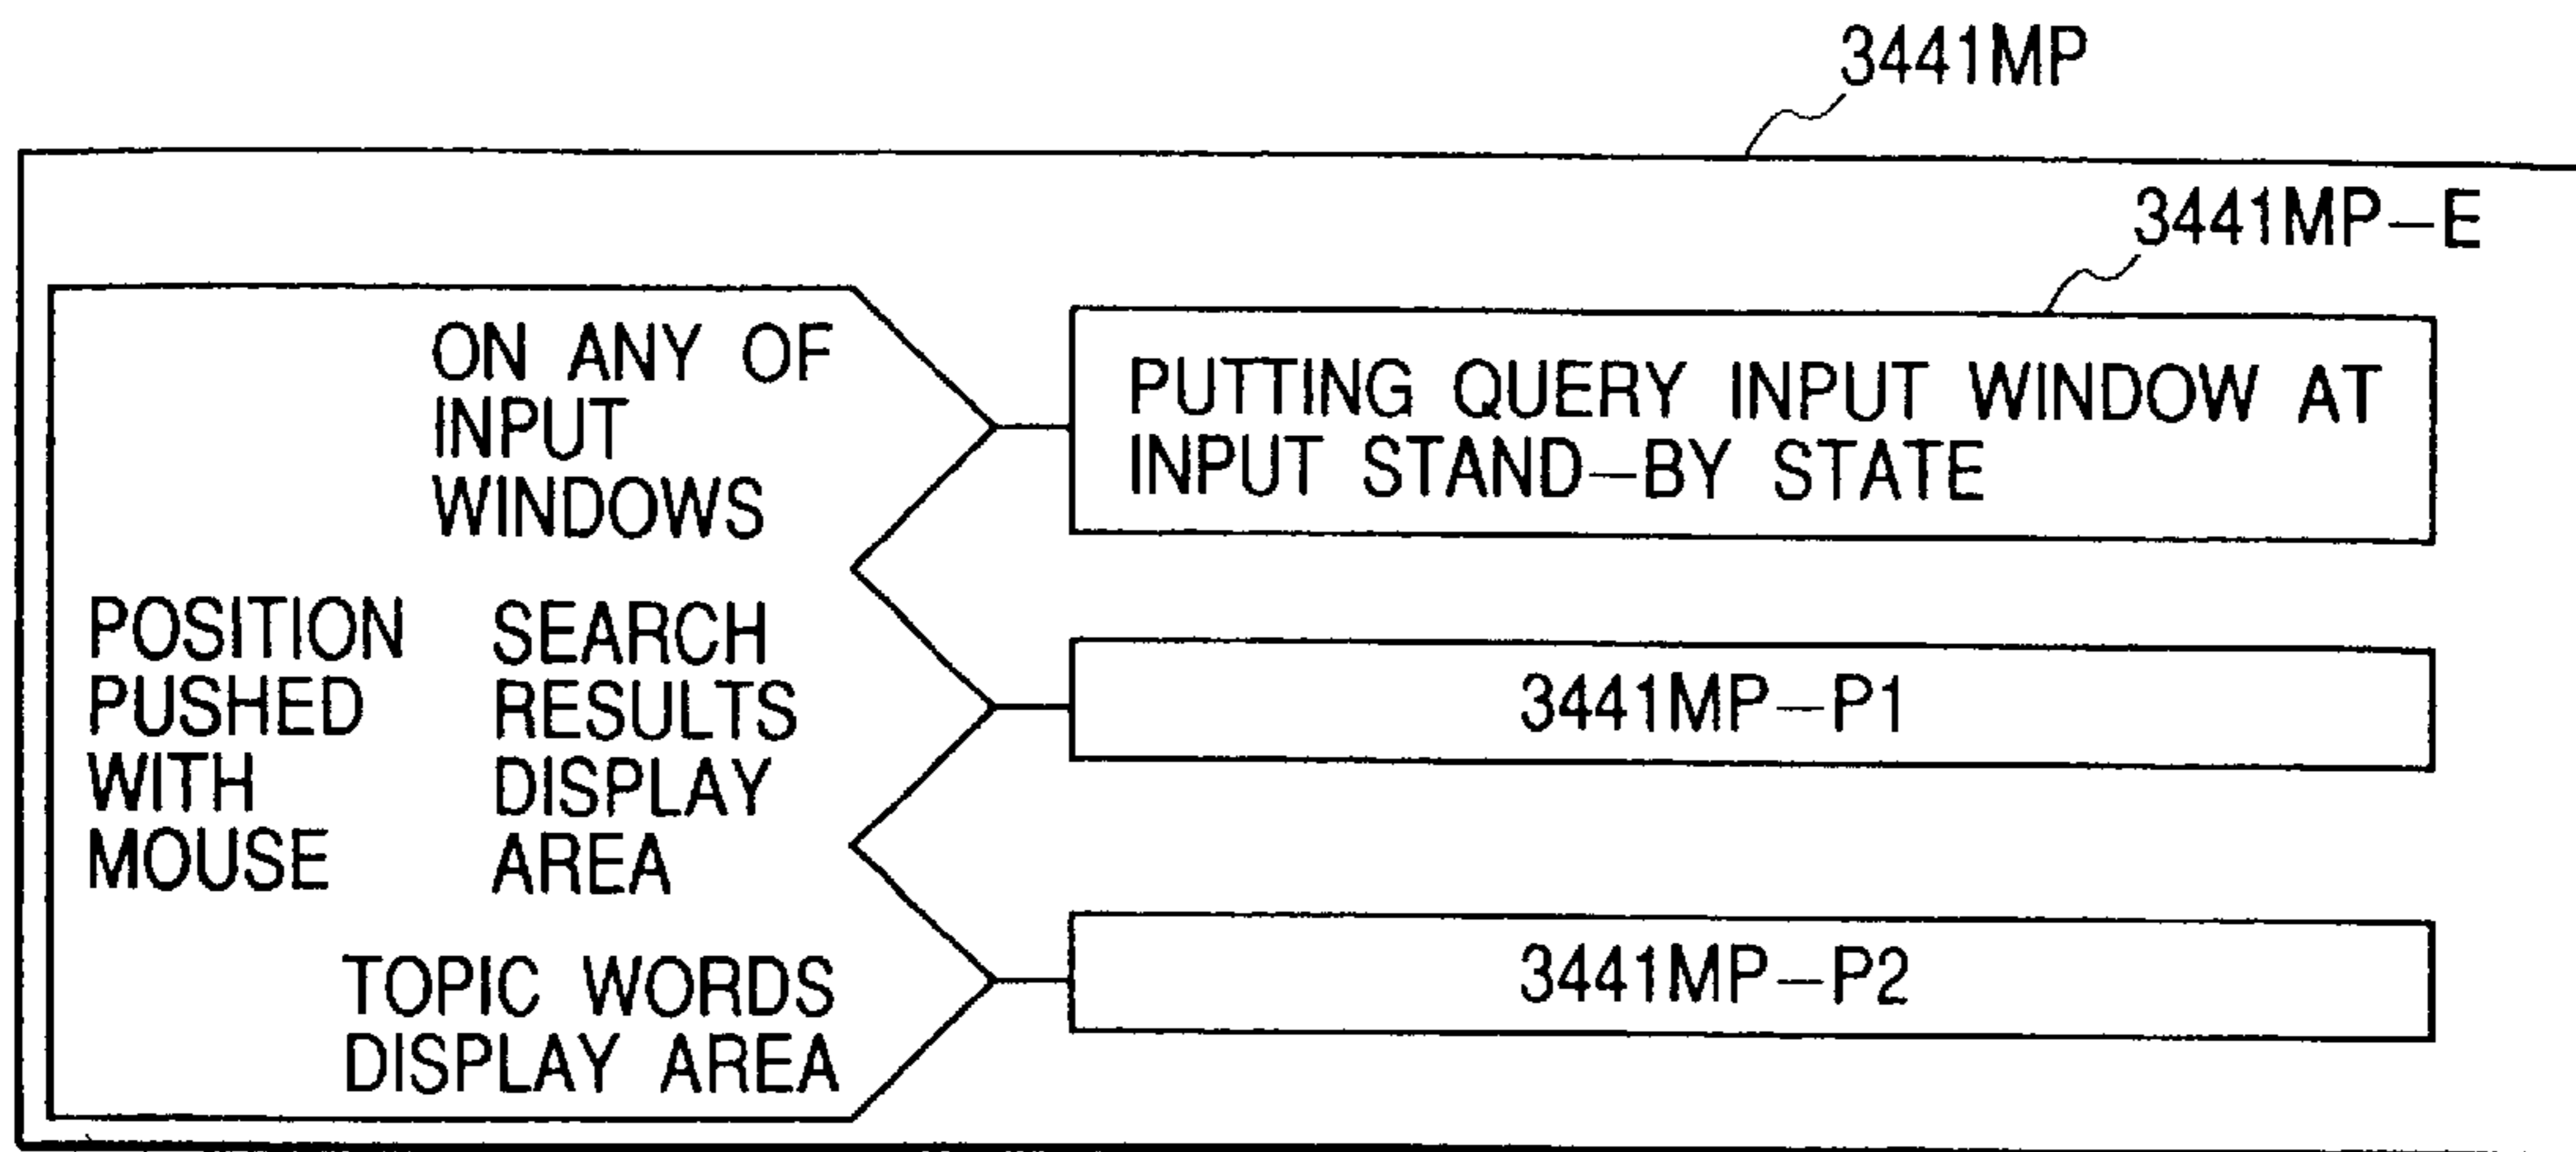 3441MP
3441MP-E
ON ANY OF
INPUT
WINDOWS
PUTTING QUERY INPUT WINDOW AT
INPUT STAND-BY STATE
POSITION
PUSHED
WITH
MOUSE
SEARCH
RESULTS
DISPLAY
AREA
3441MP-P1
TOPIC WORDS
DISPLAY AREA
3441MP-P2